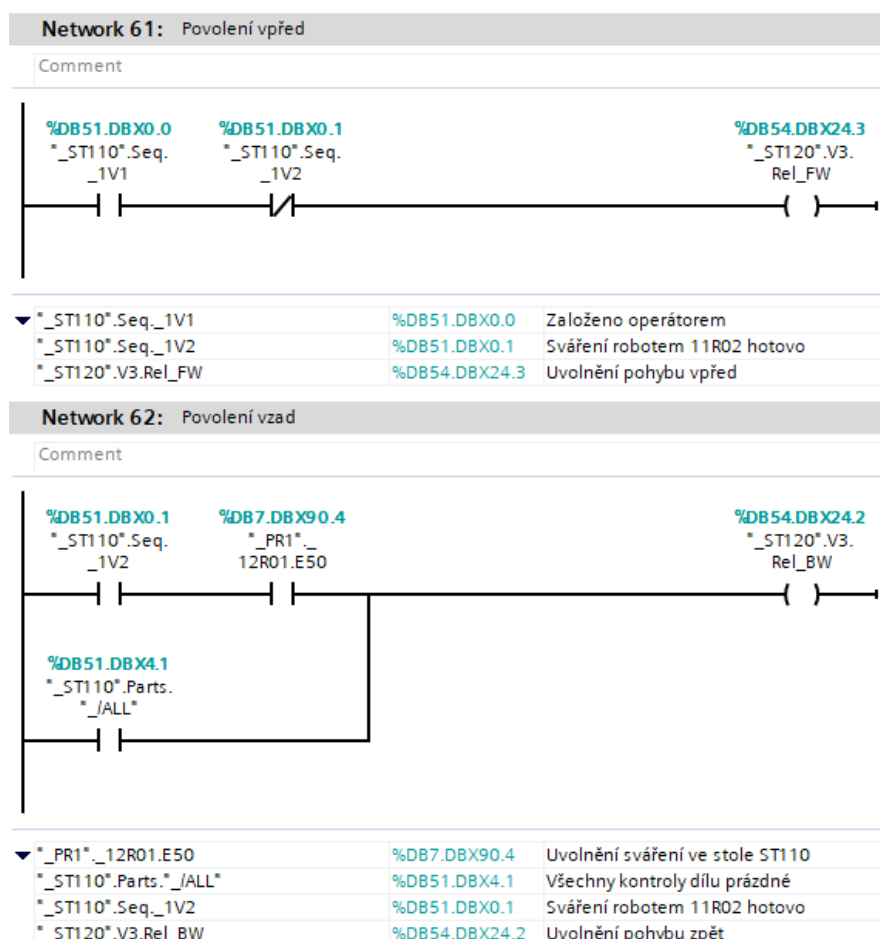 Network 61: Povolení vpřed
Comment
%DB51.DBX0.0 %DB51.DBX0.1 %DB54.DBX24.3
"_ST110".Seq. "_ST110".Seq. "_ST120".V3.
_1V1 _1V2 Rel_FW
"_ST110".Seq._1V1 %DB51.DBX0.0 Založeno operátorem
"_ST110".Seq._1V2 %DB51.DBX0.1 Sváření robotem 11R02 hotovo
"_ST120".V3.Rel_FW %DB54.DBX24.3 Uvolnění pohybu vpřed
Network 62: Povolení vzad
Comment
%DB51.DBX0.1 %DB7.DBX90.4 %DB54.DBX24.2
"_ST110".Seq. "_PR1"._ "_ST120".V3.
_1V2 12R01.E50 Rel_BW
%DB51.DBX4.1
"_ST110".Parts.
"_/ALL"
"_PR1"._12R01.E50 %DB7.DBX90.4 Uvolnění sváření ve stole ST110
"_ST110".Parts."_/ALL" %DB51.DBX4.1 Všechny kontroly dílu prázdné
"_ST110".Seq._1V2 %DB51.DBX0.1 Sváření robotem 11R02 hotovo
"_ST120".V3.Rel_BW %DB54.DBX24.2 Uvolnění pohybu zpět